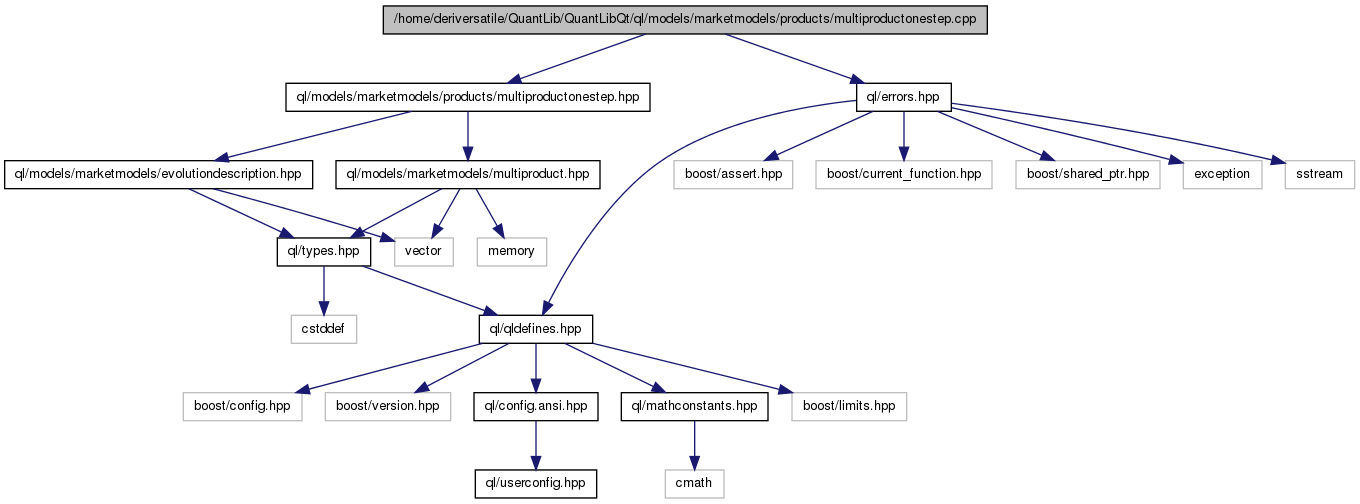 /home/deriversatile/QuantLib/QuantLibQt/ql/models/marketmodels/products/multiproductonestep.cpp
ql/models/marketmodels/products/multiproductonestep.hpp
ql/errors.hpp
ql/models/marketmodels/evolutiondescription.hpp
ql/models/marketmodels/multiproduct.hpp
boost/assert.hpp
boost/current_function.hpp
boost/shared_ptr.hpp
exception
sstream
ql/types.hpp
vector
memory
cstddef
ql/qldefines.hpp
boost/config.hpp
boost/version.hpp
ql/config.ansi.hpp
ql/mathconstants.hpp
boost/limits.hpp
ql/userconfig.hpp
cmath